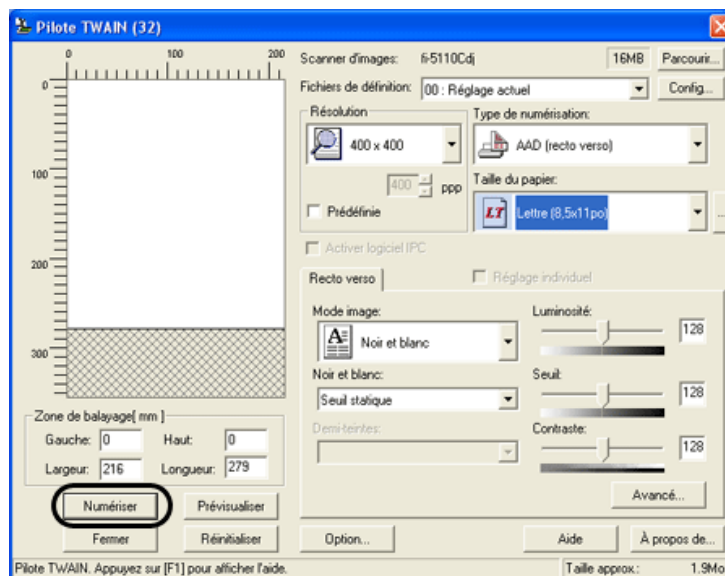 Pilote TWAIN (32)
0 100 200
0
100
200
300
Scanner d'images: fi-5110Cdj 16MB Parcourir...
Fichiers de définition: 00 : Réglage actuel Config...
Résolution
400 x 400
400 ppp
Prédéfinie
Type de numérisation:
AAD (recto verso)
Taille du papier:
LT Lettre (8,5x11po) ...
Activer logiciel IPC
Recto verso
Réglage individuel
Mode image:
A Noir et blanc
Noir et blanc:
Seuil statique
Demi-teintes:
Luminosité:
128
Seuil:
128
Contraste:
128
Avancé...
Zone de balayage[ mm ]
Gauche: 0 Haut: 0
Largeur: 216 Longueur: 279
Numériser Prévisualiser
Fermer Réinitialiser
Option... Aide À propos de...
Pilote TWAIN. Appuyez sur [F1] pour afficher l'aide. Taille approx.: 1.9Mo